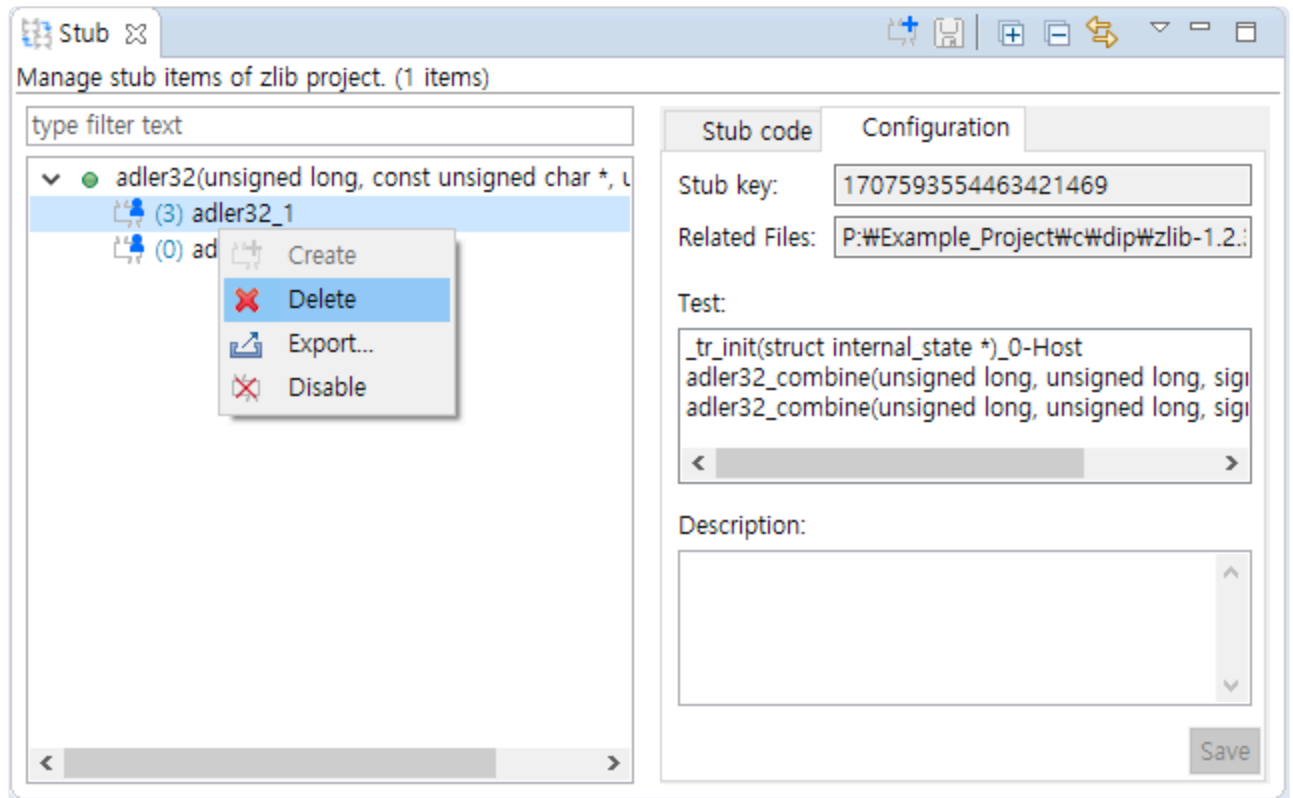 Stub
Manage stub items of zlib project. (1 items)
type filter text
adler32(unsigned long, const unsigned char *, u
(3) adler32_1
(0) ad
Create
Delete
Export...
Disable
Stub code
Configuration
Stub key:
1707593554463421469
Related Files:
P:₩Example_Project₩c₩dip₩zlib-1.2.
Test:
_tr_init(struct internal_state *)_0-Host
adler32_combine(unsigned long, unsigned long, sig
adler32_combine(unsigned long, unsigned long, sig
Description:
Save